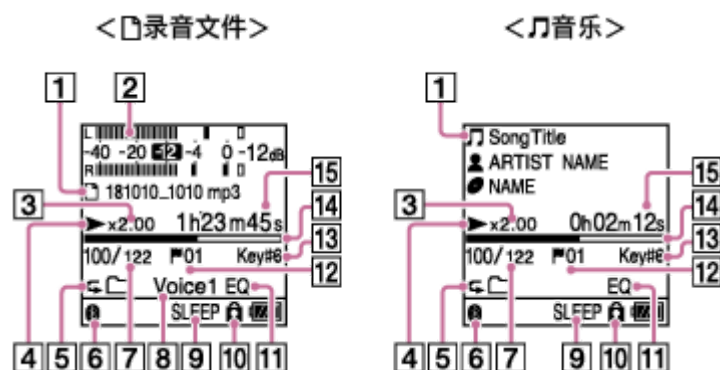 <录音文件>
1 2
L
-40 -20 -12 -4 0 -12dB
R
181010_1010 mp3
15
3
x2.00 1h23m45s
14
13
100/122 01 Key#6
12
Voice1 EQ
SLEEP
4 5 6 7 8 9 10 11
<音乐>
1
SongTitle
ARTIST NAME
NAME
15
3
x2.00 0h02m12s
14
13
100/122 01 Key#6
12
EQ
SLEEP
4 5 6 7 9 10 11